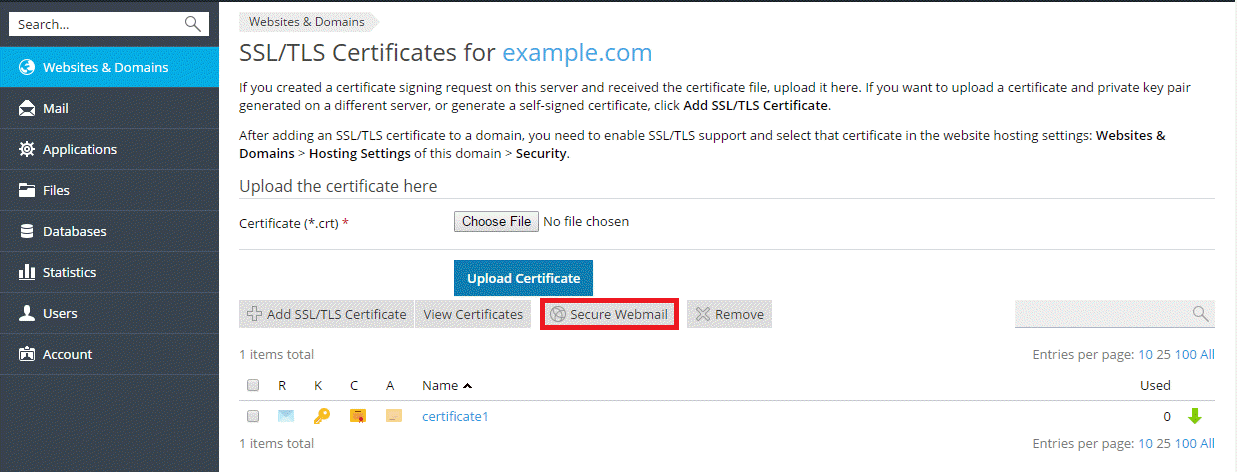 Search...
Websites & Domains
Mail
Applications
Files
Databases
Statistics
Users
Account
Websites & Domains
SSL/TLS Certificates for example.com
If you created a certificate signing request on this server and received the certificate file, upload it here. If you want to upload a certificate and private key pair
generated on a different server, or generate a self-signed certificate, click Add SSL/TLS Certificate.
After adding an SSL/TLS certificate to a domain, you need to enable SSL/TLS support and select that certificate in the website hosting settings: Websites &
Domains > Hosting Settings of this domain > Security.
Upload the certificate here
Certificate (*.crt) * Choose File No file chosen
Upload Certificate
Add SSL/TLS Certificate View Certificates Secure Webmail Remove
1 items total Entries per page: 10 25 100 All
R K C A Name Used
certificate1 0
1 items total Entries per page: 10 25 100 All